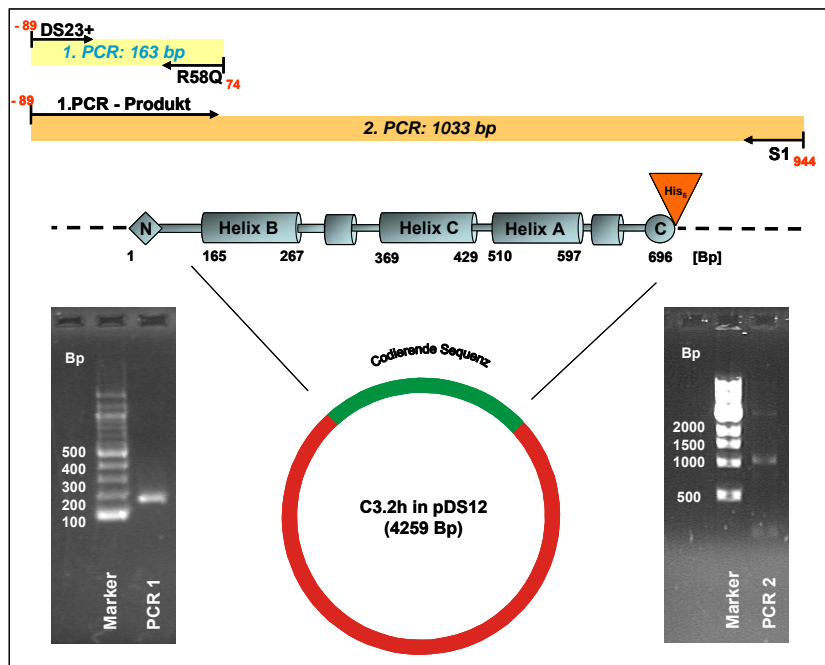 - 89 DS23+
1. PCR: 163 bp
R58Q 74
- 89 1.PCR - Produkt
2. PCR: 1033 bp
S1 944
His6
N Helix B Helix C Helix A C
1 165 267 369 429 510 597 696 [Bp]
Codierende Sequenz
Bp
500
400
300
200
100
Marker
PCR 1
C3.2h in pDS12
(4259 Bp)
Bp
2000
1500
1000
500
Marker
PCR 2